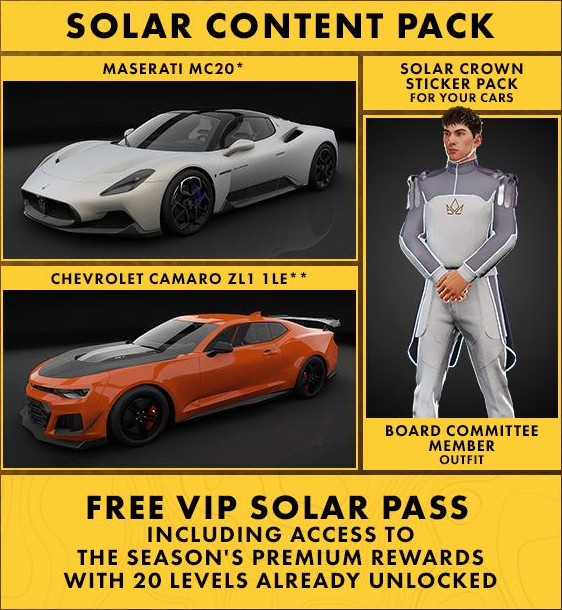 SOLAR CONTENT PACK
MASERATI MC20*
SOLAR CROWN
STICKER PACK
FOR YOUR CARS
CHEVROLET CAMARO ZL1 1LE**
BOARD COMMITTEE
MEMBER
OUTFIT
FREE VIP SOLAR PASS
INCLUDING ACCESS TO
THE SEASON'S PREMIUM REWARDS
WITH 20 LEVELS ALREADY UNLOCKED